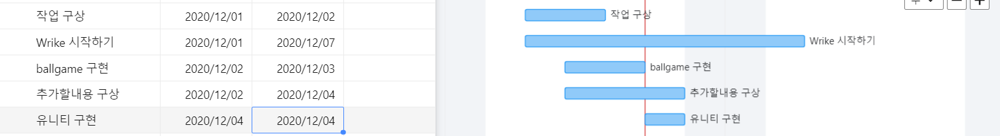 작업 구상 2020/12/01 2020/12/02
Wrike 시작하기 2020/12/01 2020/12/07
ballgame 구현 2020/12/02 2020/12/03
추가할내용 구상 2020/12/02 2020/12/04
유니티 구현 2020/12/04 2020/12/04
작업 구상
Wrike 시작하기
ballgame 구현
추가할내용 구상
유니티 구현